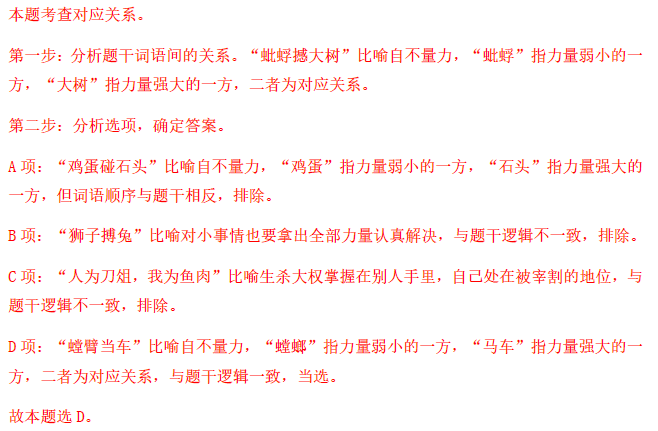 本题考查对应关系。
第一步：分析题干词语间的关系。“蚍蜉撼大树”比喻自不量力，“蚍蜉”指力量弱小的一
方，“大树”指力量强大的一方，二者为对应关系。
第二步：分析选项，确定答案。
A 项：“鸡蛋碰石头”比喻自不量力，“鸡蛋”指力量弱小的一方，“石头”指力量强大的
一方，但词语顺序与题干相反，排除。
B 项：“狮子搏兔”比喻对小事情也要拿出全部力量认真解决，与题干逻辑不一致，排除。
C 项：“人为刀俎，我为鱼肉”比喻生杀大权掌握在别人手里，自己处在被宰割的地位，与
题干逻辑不一致，排除。
D 项：“螳臂当车”比喻自不量力，“螳螂”指力量弱小的一方，“马车”指力量强大的一
方，二者为对应关系，与题干逻辑一致，当选。
故本题选 D。